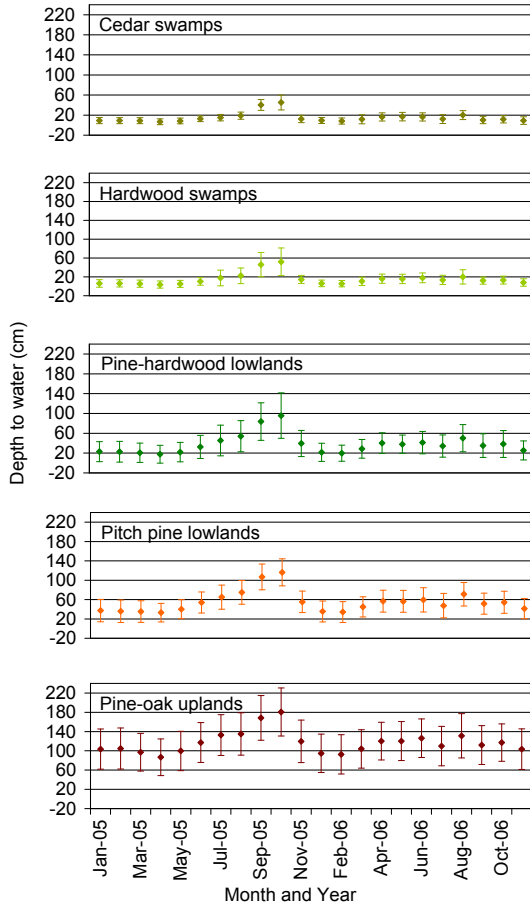 Cedar swamps
220
180
140
100
60
20
-20
Hardwood swamps
220
180
140
100
60
20
-20
Pine-hardwood lowlands
220
180
140
100
60
20
-20
Pitch pine lowlands
220
180
140
100
60
20
-20
Pine-oak uplands
220
180
140
100
60
20
-20
Depth to water (cm)
Jan-05
Mar-05
May-05
Jul-05
Sep-05
Nov-05
Feb-06
Apr-06
Jun-06
Aug-06
Oct-06
Month and Year